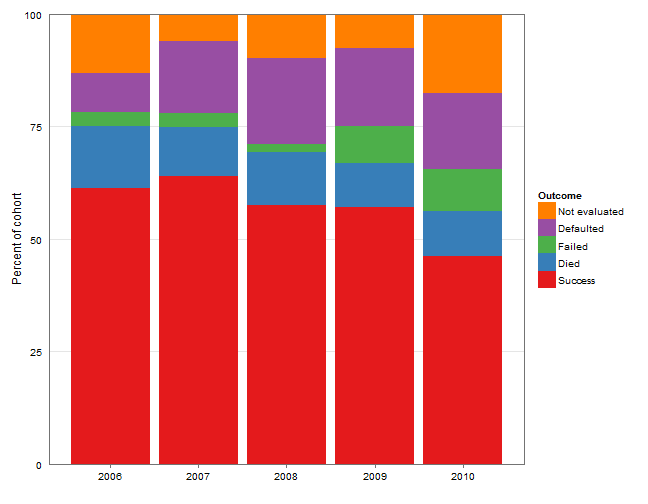 100
75
50
25
0
Percent of cohort
2006 2007 2008 2009 2010
Outcome
Not evaluated
Defaulted
Failed
Died
Success